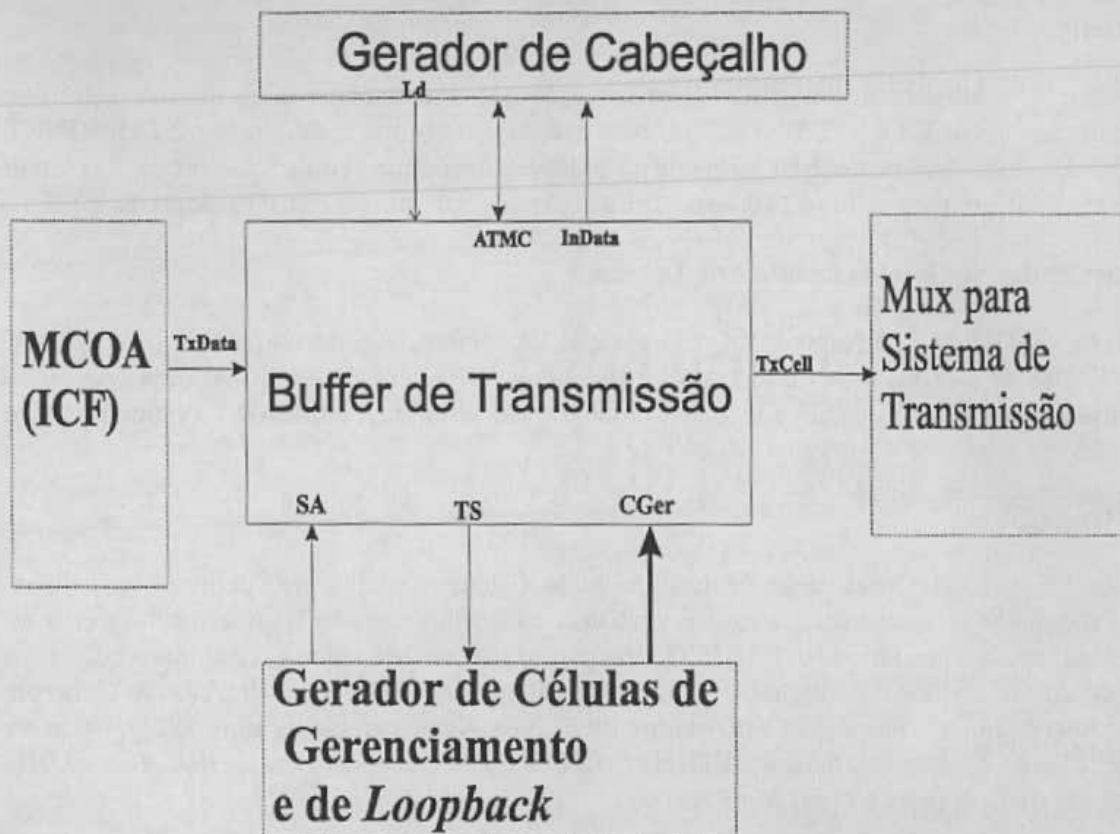 Gerador de Cabeçalho
Ld
ATMC InData
MCOA
(ICF)
TxData
Buffer de Transmissão
TxCell
Mux para
Sistema de
Transmissão
SA TS CGer
Gerador de Células de
Gerenciamento
e de Loopback